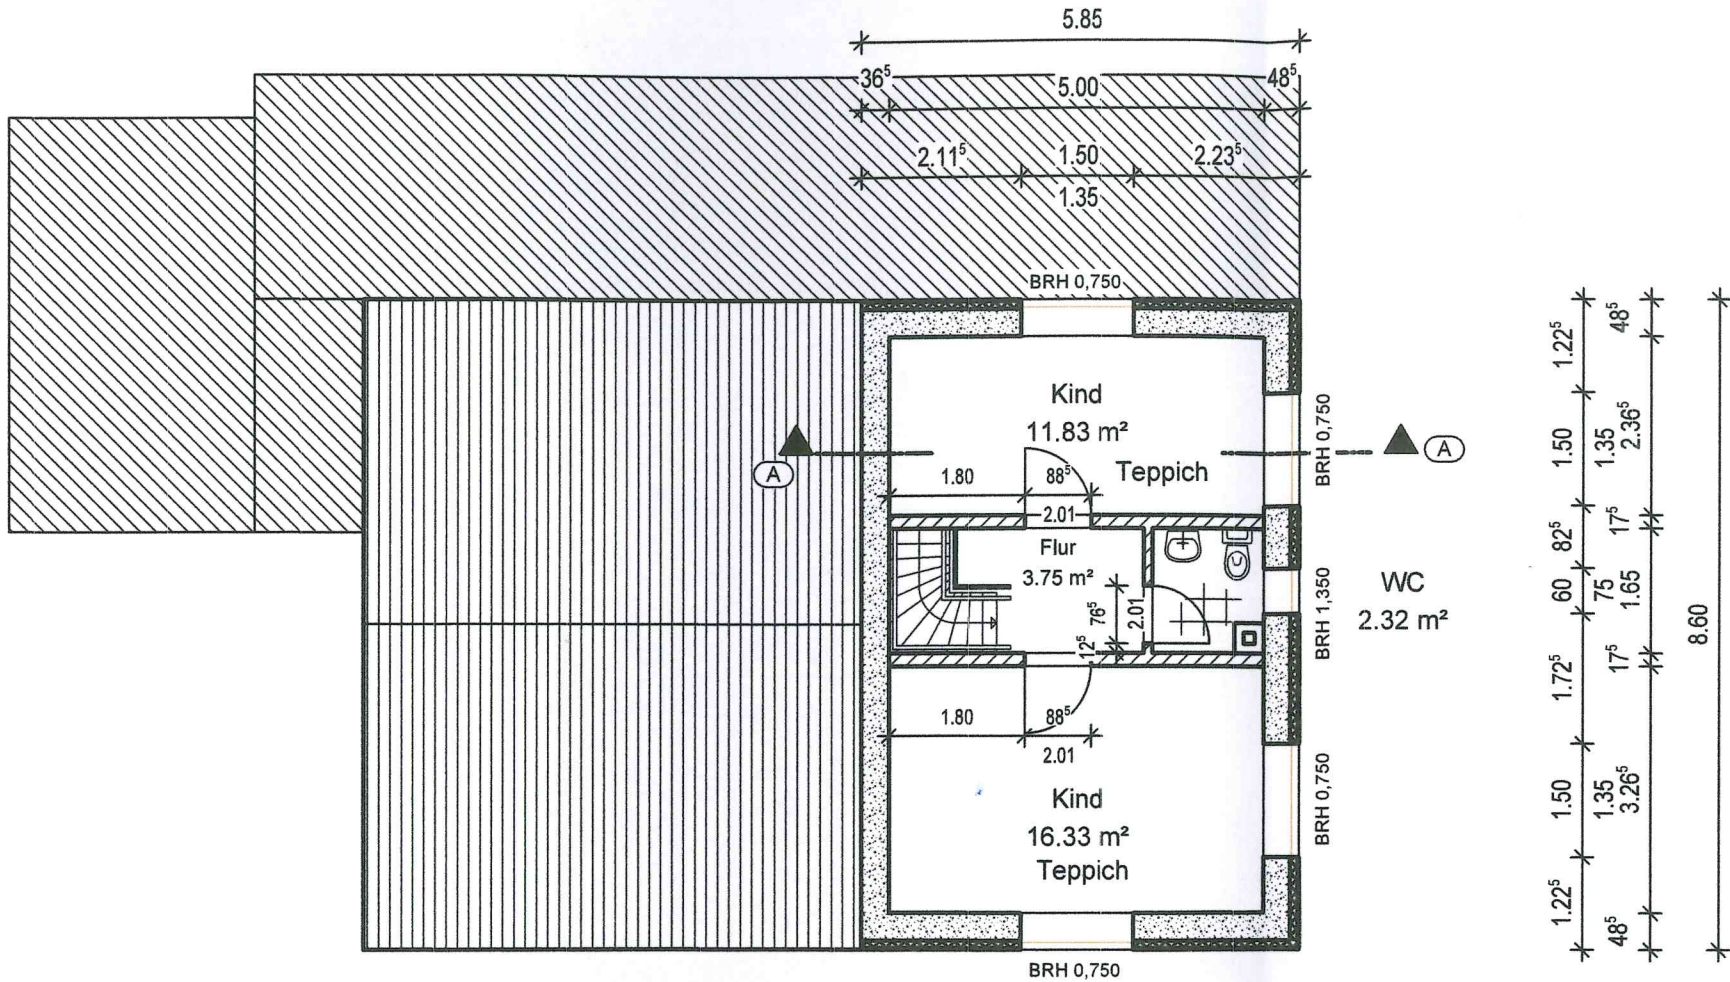 5.85
36⁵ 5.00 48⁵
2.11⁵ 1.50 2.23⁵
1.35
BRH 0,750
Kind
11.83 m²
Teppich
A
A
1.80 88⁵
2.01
Flur
3.75 m²
76⁵
2.01
12⁵
1.80 88⁵
2.01
Kind
16.33 m²
Teppich
BRH 0,750
BRH 0,750
BRH 1,350
BRH 0,750
WC
2.32 m²
1.22⁵
1.50
82⁵
60
1.72⁵
1.50
1.22⁵
1.35
75
1.35
48⁵
2.36⁵
17⁵
1.65
17⁵
3.26⁵
48⁵
8.60